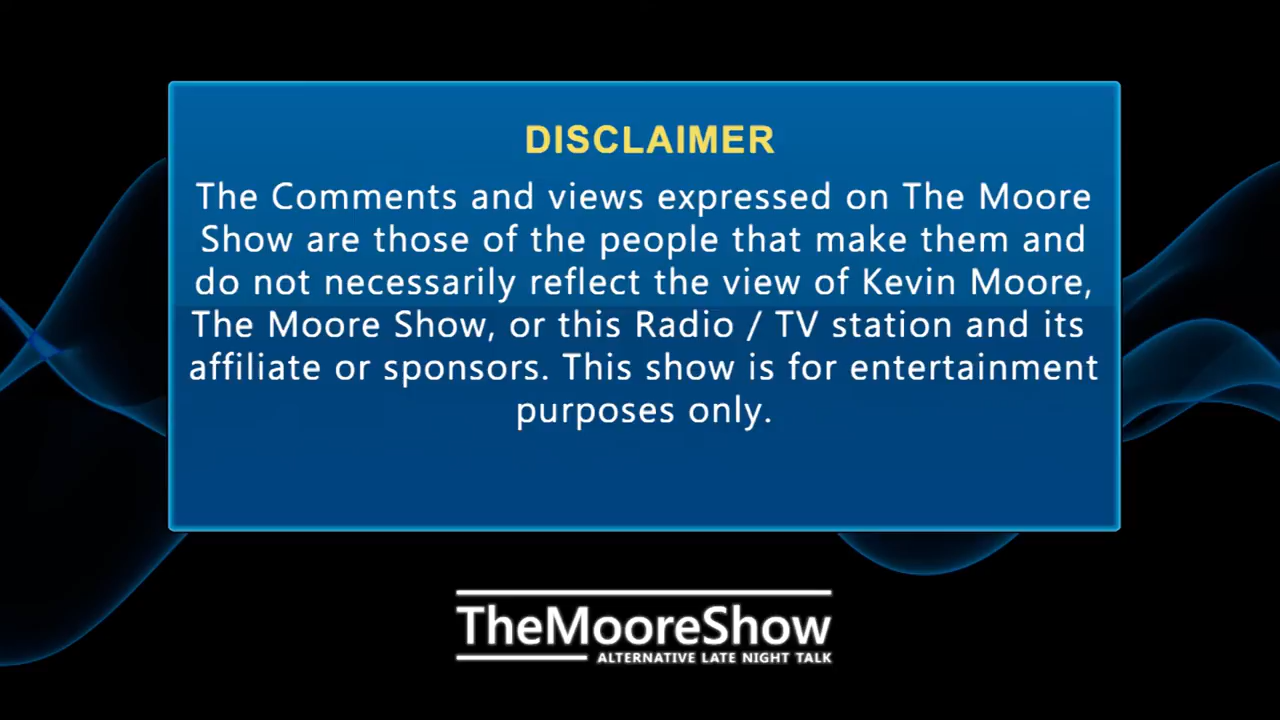 DISCLAIMER
The Comments and views expressed on The Moore
Show are those of the people that make them and
do not necessarily reflect the view of Kevin Moore,
The Moore Show, or this Radio / TV station and its
affiliate or sponsors. This show is for entertainment
purposes only.
TheMooreShow
ALTERNATIVE LATE NIGHT TALK